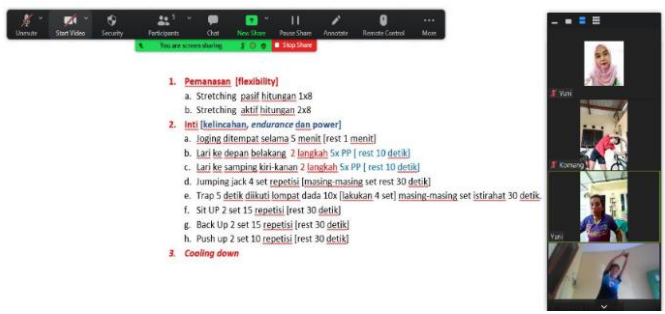 Unmute
Start Video
Security
Participants
5
Chat
New Share
Pause Share
Annotate
Remote Control
More
You are screen sharing
Stop Share
1. Pemanasan [flexibility]
a. Stretching pasif hitungan 1x8
b. Stretching aktif hitungan 2x8
2. Inti [kelincahan, endurance dan power]
a. Joging ditempat selama 5 menit [rest 1 menit]
b. Lari ke depan belakang 2 langkah 5x PP [ rest 10 detik]
c. Lari ke samping kiri-kanan 2 langkah 5x PP [ rest 10 detik]
d. Jumping jack 4 set repetisi [masing-masing set rest 30 detik]
e. Trap 5 detik diikuti lompat dada 10x [lakukan 4 set] masing-masing set istirahat 30 detik.
f. Sit UP 2 set 15 repetisi [rest 30 detik]
g. Back Up 2 set 15 repetisi [rest 30 detik]
h. Push up 2 set 10 repetisi [rest 30 detik]
3. Cooling down
Yuni
Komang
Yuni